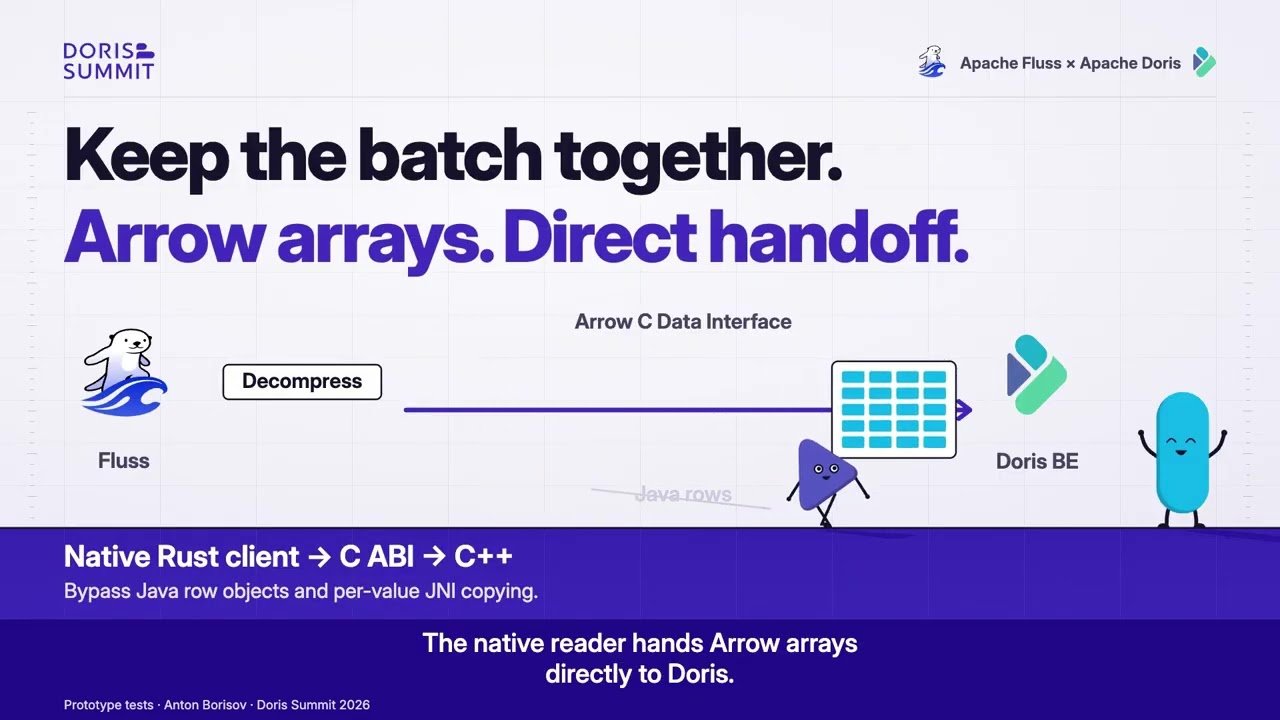 DORIS
SUMMIT
Apache Fluss × Apache Doris
Keep the batch together.
Arrow arrays. Direct handoff.
Arrow C Data Interface
Decompress
Fluss
Doris BE
Java rows
Native Rust client → C ABI → C++
Bypass Java row objects and per-value JNI copying.
The native reader hands Arrow arrays
directly to Doris.
Prototype tests · Anton Borisov · Doris Summit 2026